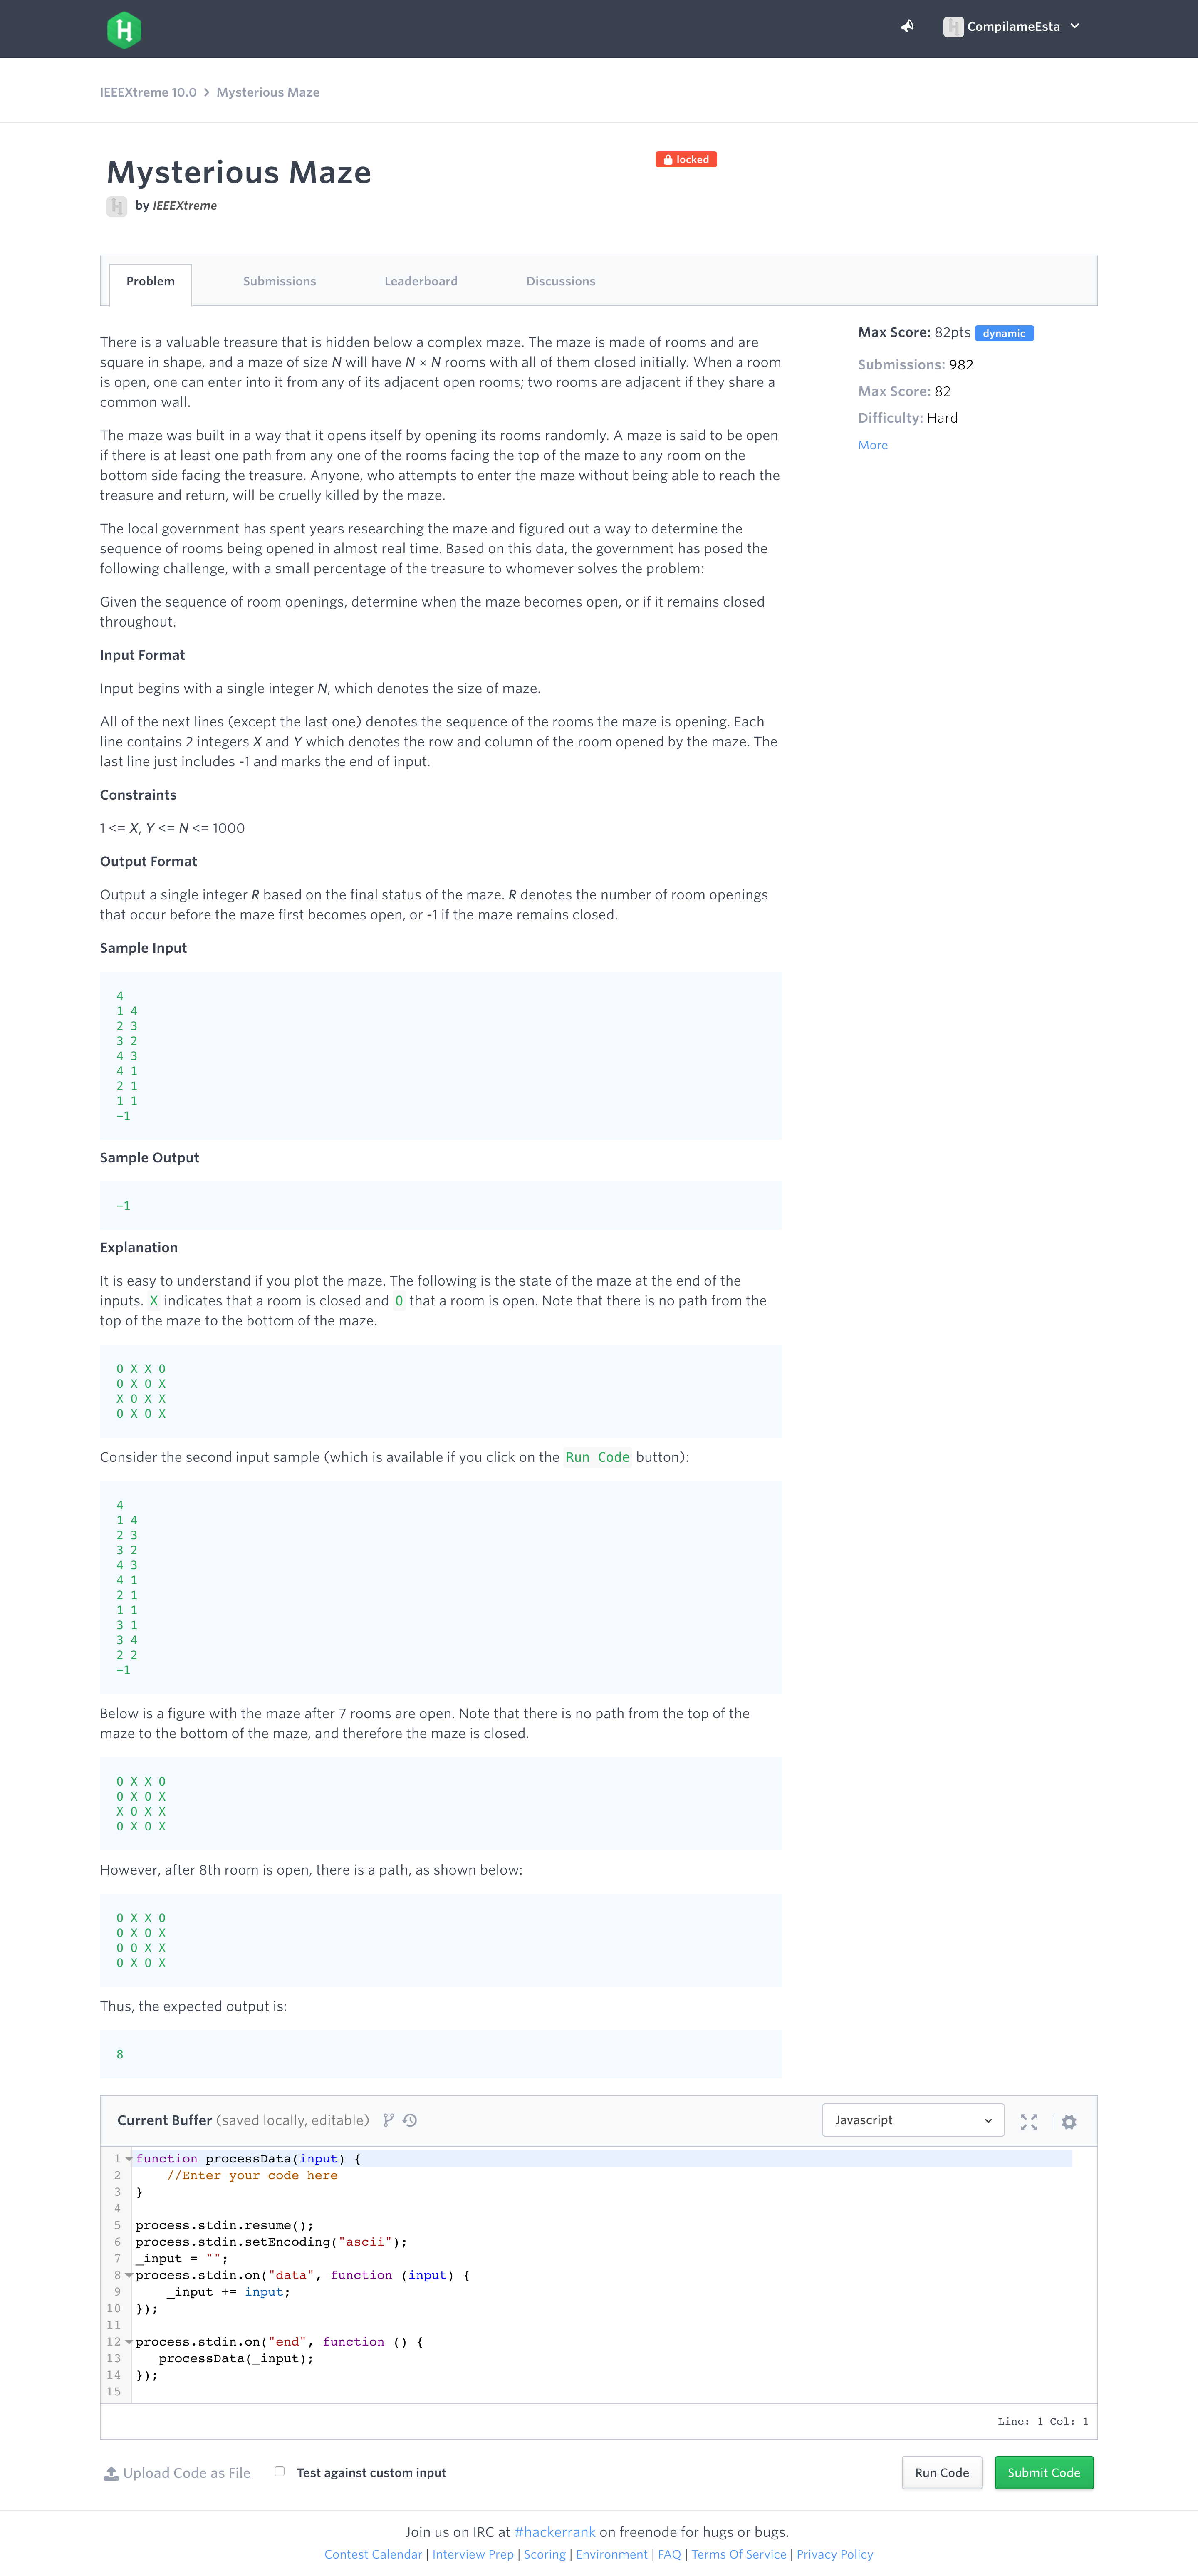 CompilameEsta
IEEEXtreme 10.0 > Mysterious Maze
Mysterious Maze
locked
by IEEEXtreme
Problem Submissions Leaderboard Discussions
There is a valuable treasure that is hidden below a complex maze. The maze is made of rooms and are
square in shape, and a maze of size N will have N × N rooms with all of them closed initially. When a room
is open, one can enter into it from any of its adjacent open rooms; two rooms are adjacent if they share a
common wall.
The maze was built in a way that it opens itself by opening its rooms randomly. A maze is said to be open
if there is at least one path from any one of the rooms facing the top of the maze to any room on the
bottom side facing the treasure. Anyone, who attempts to enter the maze without being able to reach the
treasure and return, will be cruelly killed by the maze.
The local government has spent years researching the maze and figured out a way to determine the
sequence of rooms being opened in almost real time. Based on this data, the government has posed the
following challenge, with a small percentage of the treasure to whomever solves the problem:
Given the sequence of room openings, determine when the maze becomes open, or if it remains closed
throughout.
Input Format
Input begins with a single integer N, which denotes the size of maze.
All of the next lines (except the last one) denotes the sequence of the rooms the maze is opening. Each
line contains 2 integers X and Y which denotes the row and column of the room opened by the maze. The
last line just includes -1 and marks the end of input.
Constraints
1 <= X, Y <= N <= 1000
Output Format
Output a single integer R based on the final status of the maze. R denotes the number of room openings
that occur before the maze first becomes open, or -1 if the maze remains closed.
Sample Input
4
1 4
2 3
3 2
4 3
4 1
2 1
1 1
-1
Sample Output
-1
Explanation
It is easy to understand if you plot the maze. The following is the state of the maze at the end of the
inputs. X indicates that a room is closed and O that a room is open. Note that there is no path from the
top of the maze to the bottom of the maze.
O X X O
O X O X
X O X X
O X O X
Consider the second input sample (which is available if you click on the Run Code button):
4
1 4
2 3
3 2
4 3
4 1
2 1
1 1
3 1
3 4
2 2
-1
Below is a figure with the maze after 7 rooms are open. Note that there is no path from the top of the
maze to the bottom of the maze, and therefore the maze is closed.
O X X O
O X O X
X O X X
O X O X
However, after 8th room is open, there is a path, as shown below:
O X X O
O X O X
O O X X
O X O X
Thus, the expected output is:
8
Max Score: 82pts dynamic
Submissions: 982
Max Score: 82
Difficulty: Hard
More
Current Buffer (saved locally, editable) Javascript
1 function processData(input) {
2 //Enter your code here
3 }
4
5 process.stdin.resume();
6 process.stdin.setEncoding("ascii");
7 _input = "";
8 process.stdin.on("data", function (input) {
9 _input += input;
10 });
11
12 process.stdin.on("end", function () {
13 processData(_input);
14 });
15
Line: 1 Col: 1
Upload Code as File Test against custom input Run Code Submit Code
Join us on IRC at #hackerrank on freenode for hugs or bugs.
Contest Calendar | Interview Prep | Scoring | Environment | FAQ | Terms Of Service | Privacy Policy